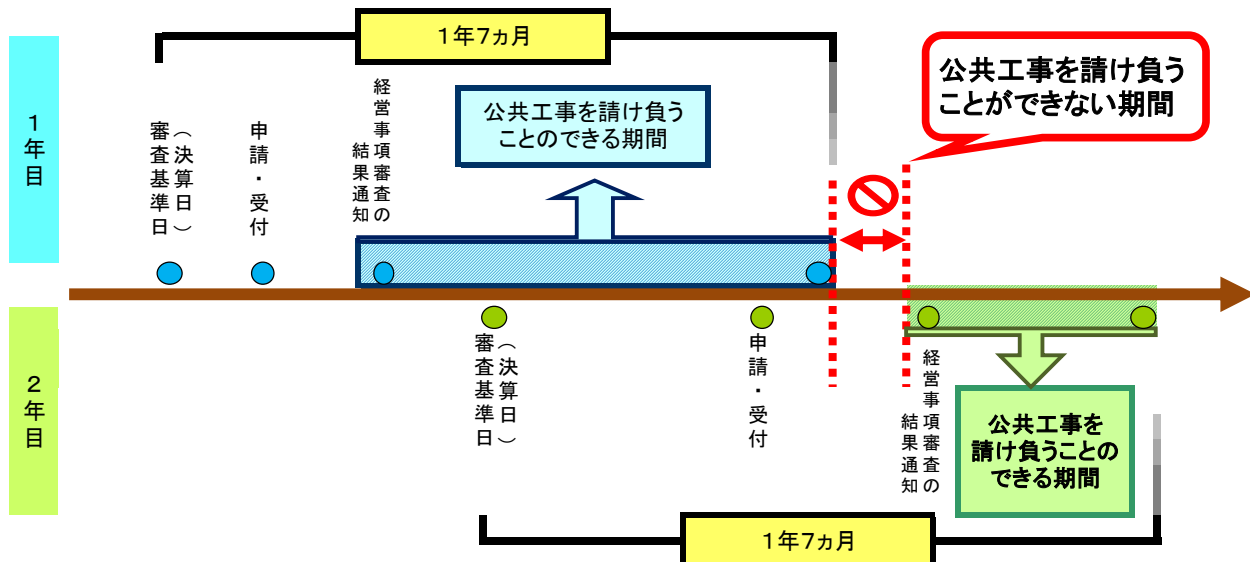 1年7ヵ月
公共工事を請け負う
ことができない期間
1年目
審査基準日
（決算日）
申請・受付
経営事項審査の
結果通知
公共工事を請け負う
ことのできる期間
2年目
審査基準日
（決算日）
申請・受付
経営事項審査の
結果通知
公共工事を
請け負うことの
できる期間
1年7ヵ月